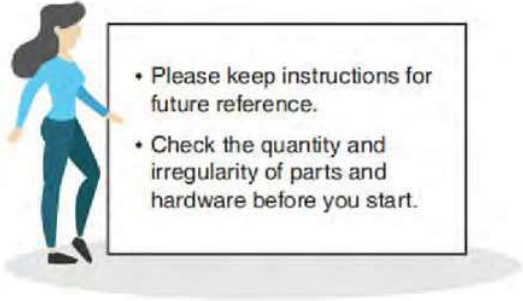 • Please keep instructions for
future reference.
• Check the quantity and
irregularity of parts and
hardware before you start.